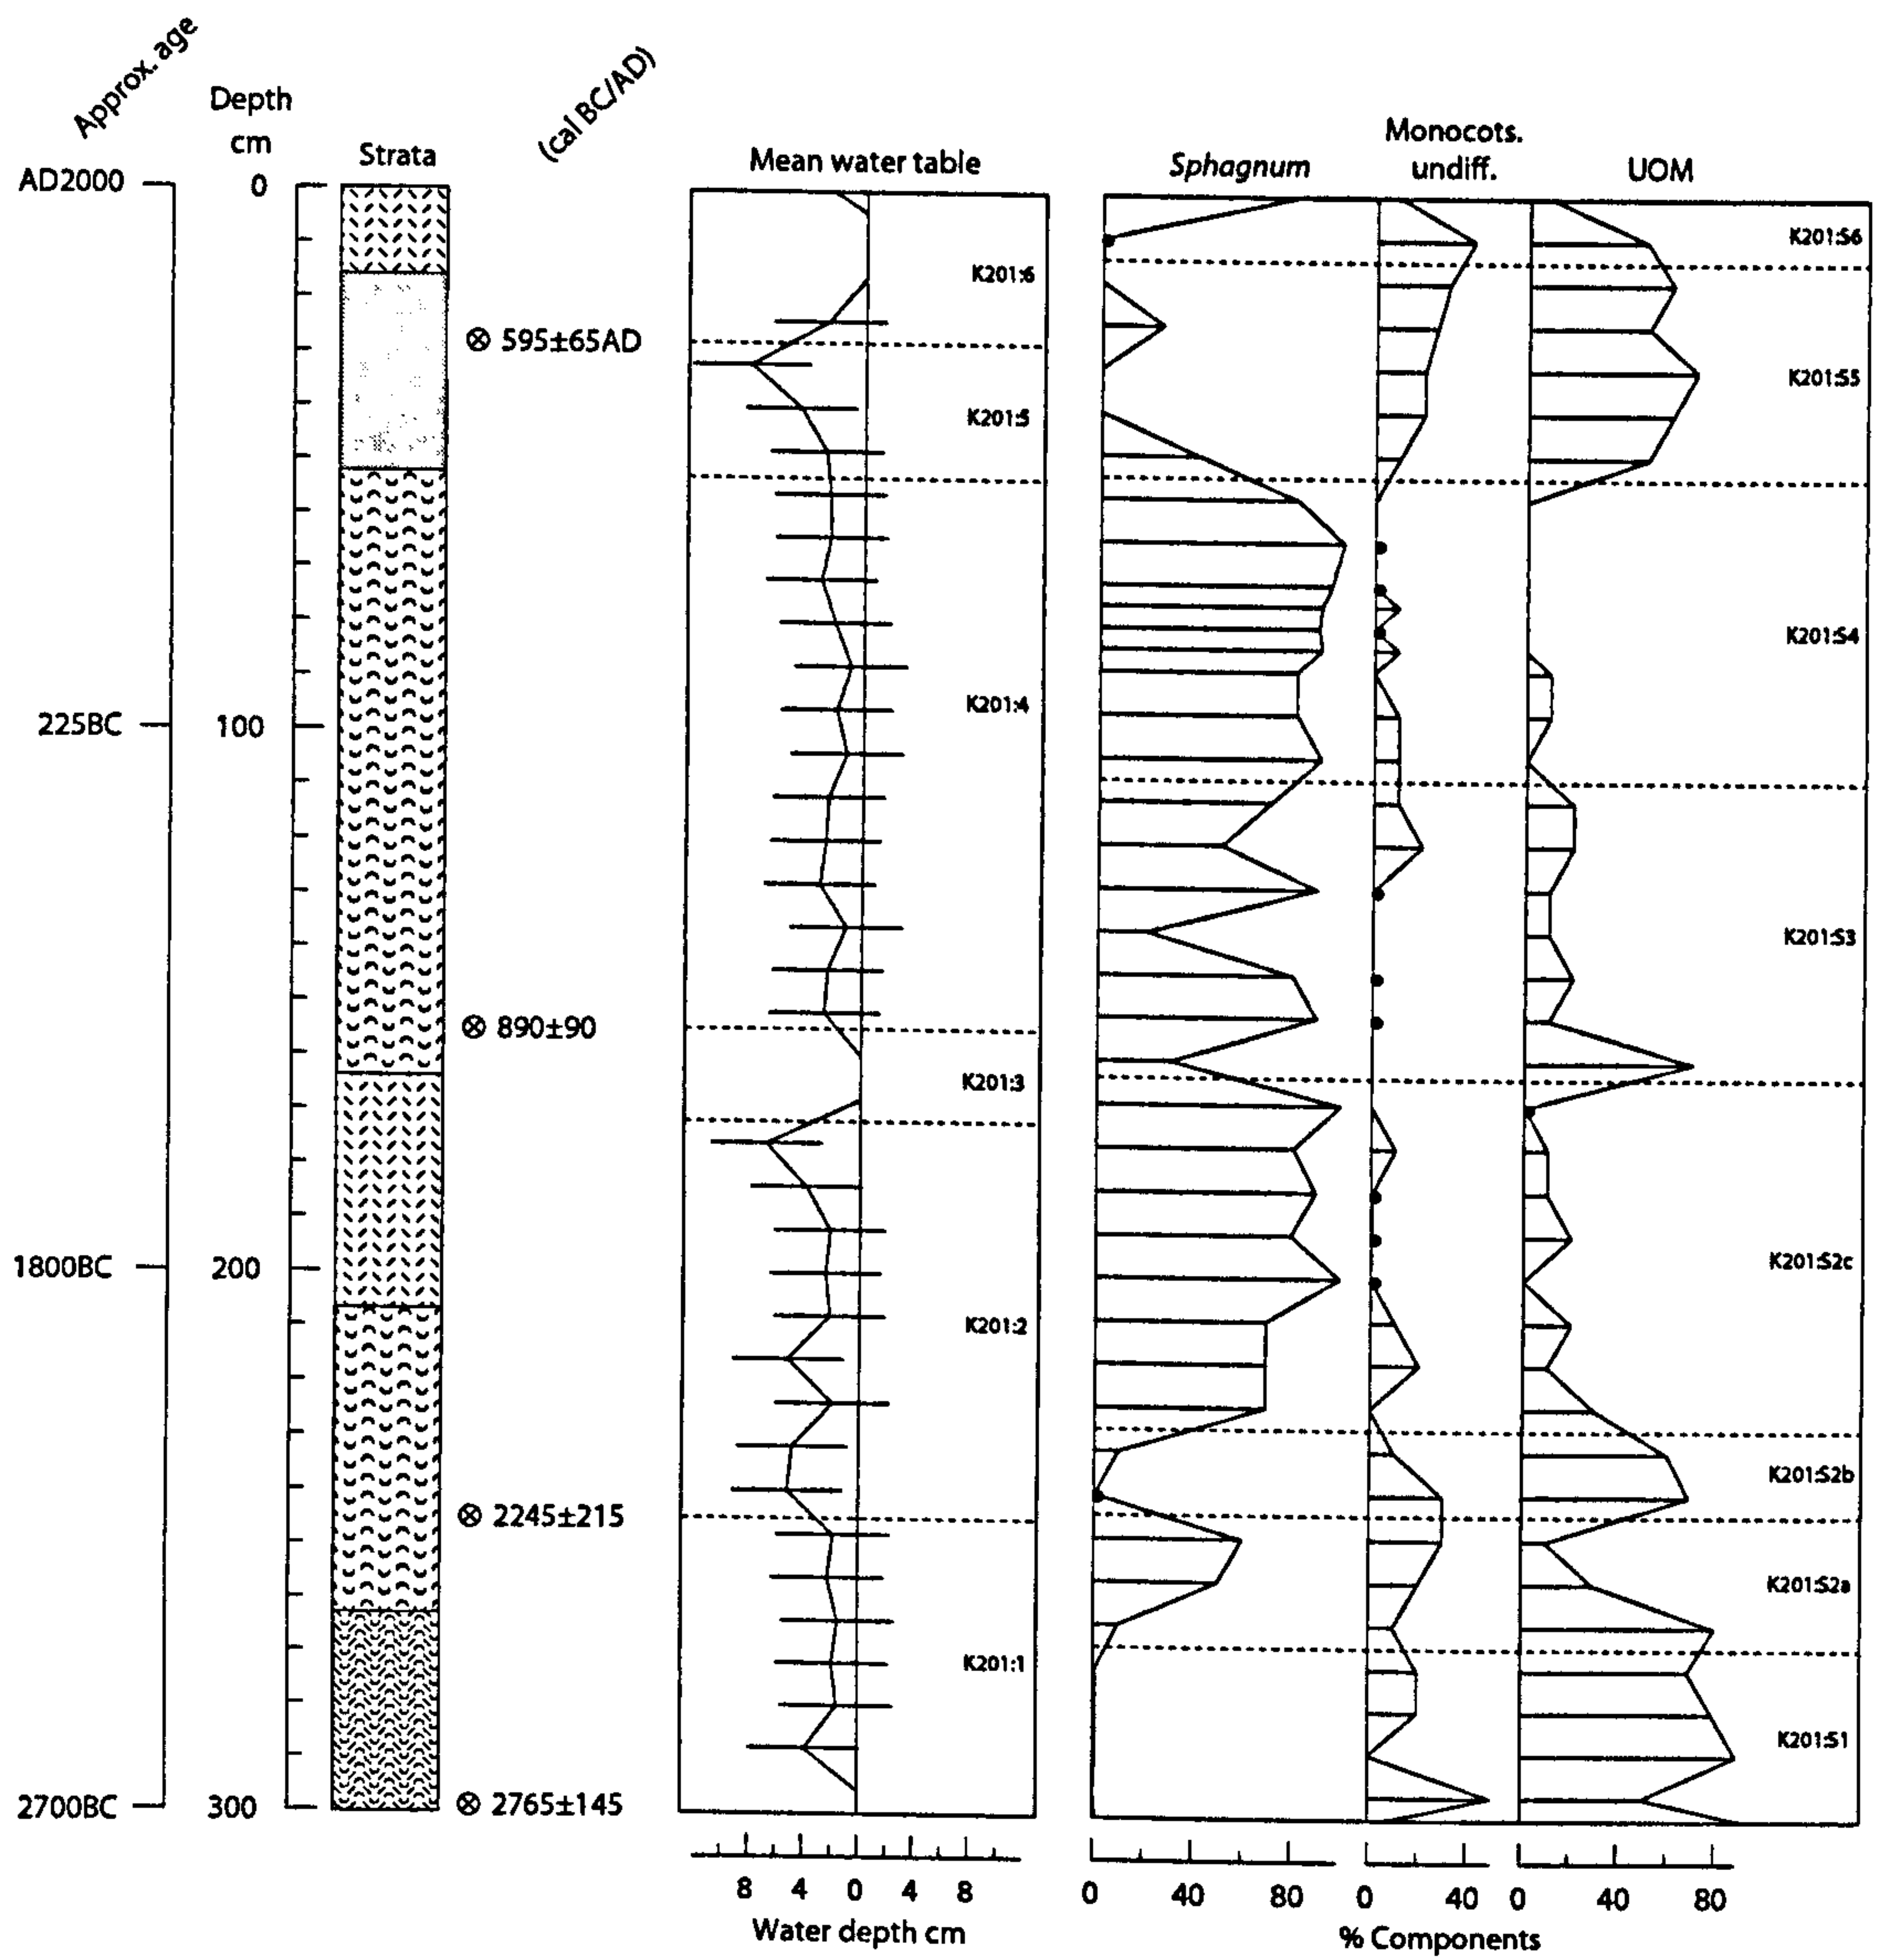 Approx. age
Depth
cm
Strata
(cal BC/AD)
Mean water table
Sphagnum
Monocots.
undiff.
UOM
AD2000
0
K201:6
K201:S6
595±65AD
K201:5
K201:S5
K201:4
K201:S4
225BC
100
K201:S3
890±90
K201:3
1800BC
200
K201:2
K201:S2c
K201:S2b
2245±215
K201:S2a
K201:1
K201:S1
2700BC
300
2765±145
8 4 0 4 8
0 40 80 0 40 0 40 80
Water depth cm
% Components